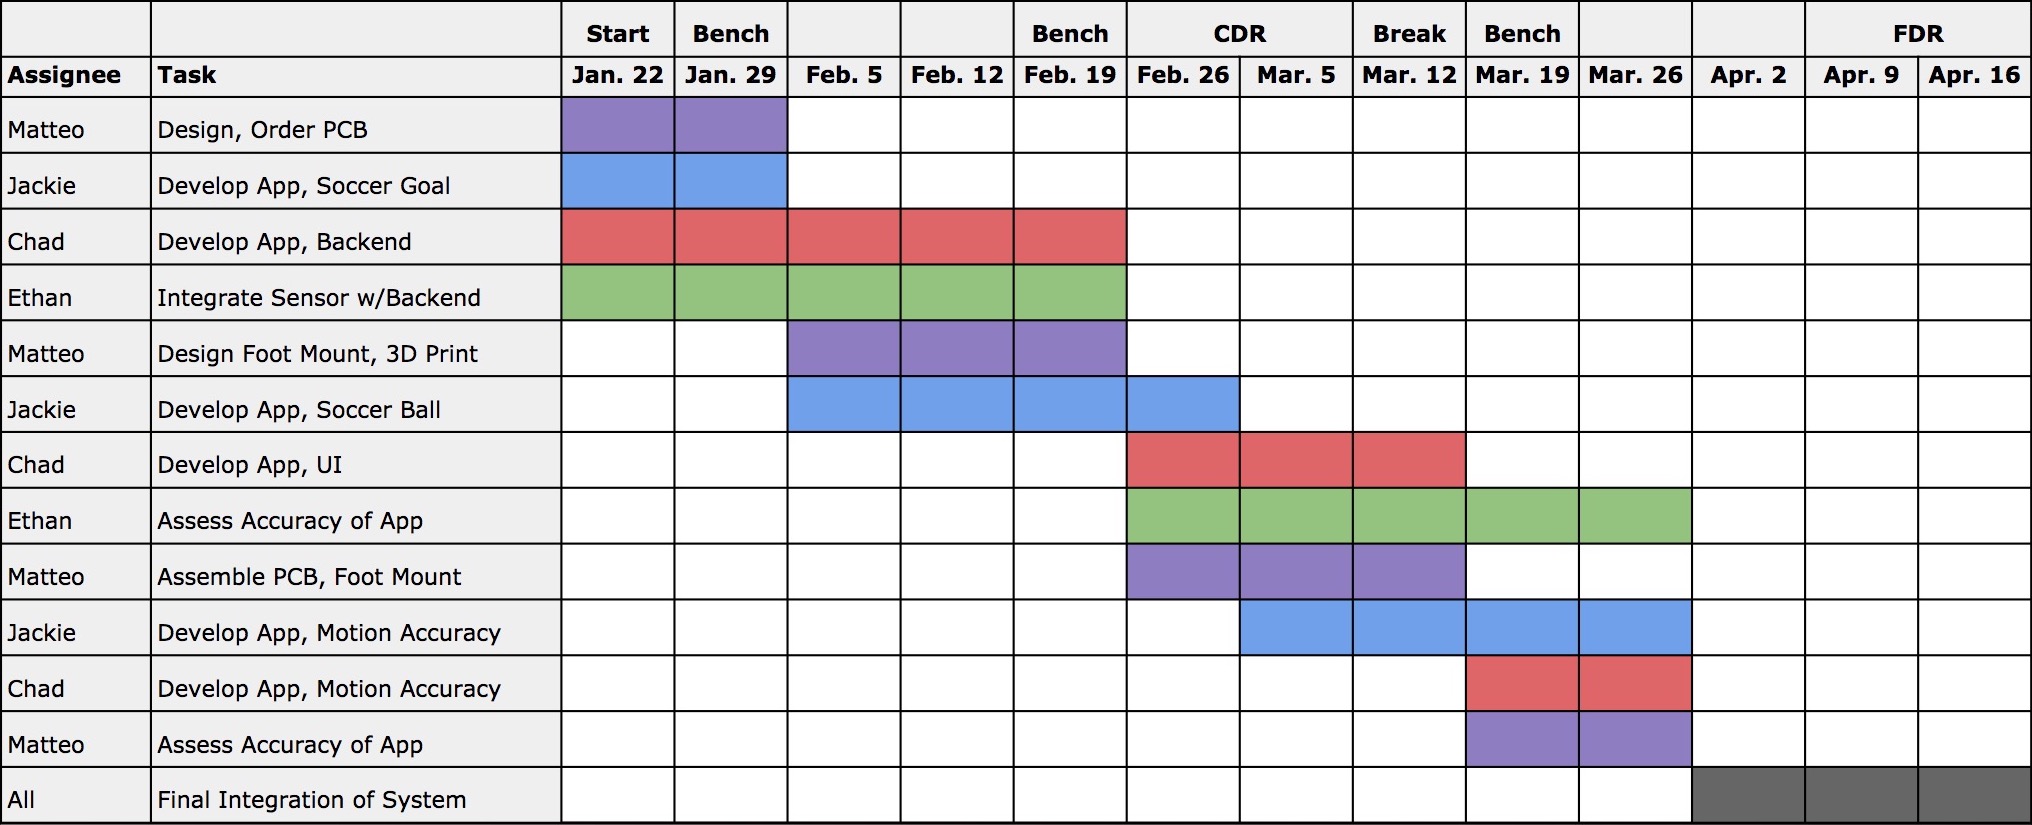 Start Bench Bench CDR Break Bench FDR
Assignee Task Jan. 22 Jan. 29 Feb. 5 Feb. 12 Feb. 19 Feb. 26 Mar. 5 Mar. 12 Mar. 19 Mar. 26 Apr. 2 Apr. 9 Apr. 16
Matteo Design, Order PCB
Jackie Develop App, Soccer Goal
Chad Develop App, Backend
Ethan Integrate Sensor w/Backend
Matteo Design Foot Mount, 3D Print
Jackie Develop App, Soccer Ball
Chad Develop App, UI
Ethan Assess Accuracy of App
Matteo Assemble PCB, Foot Mount
Jackie Develop App, Motion Accuracy
Chad Develop App, Motion Accuracy
Matteo Assess Accuracy of App
All Final Integration of System